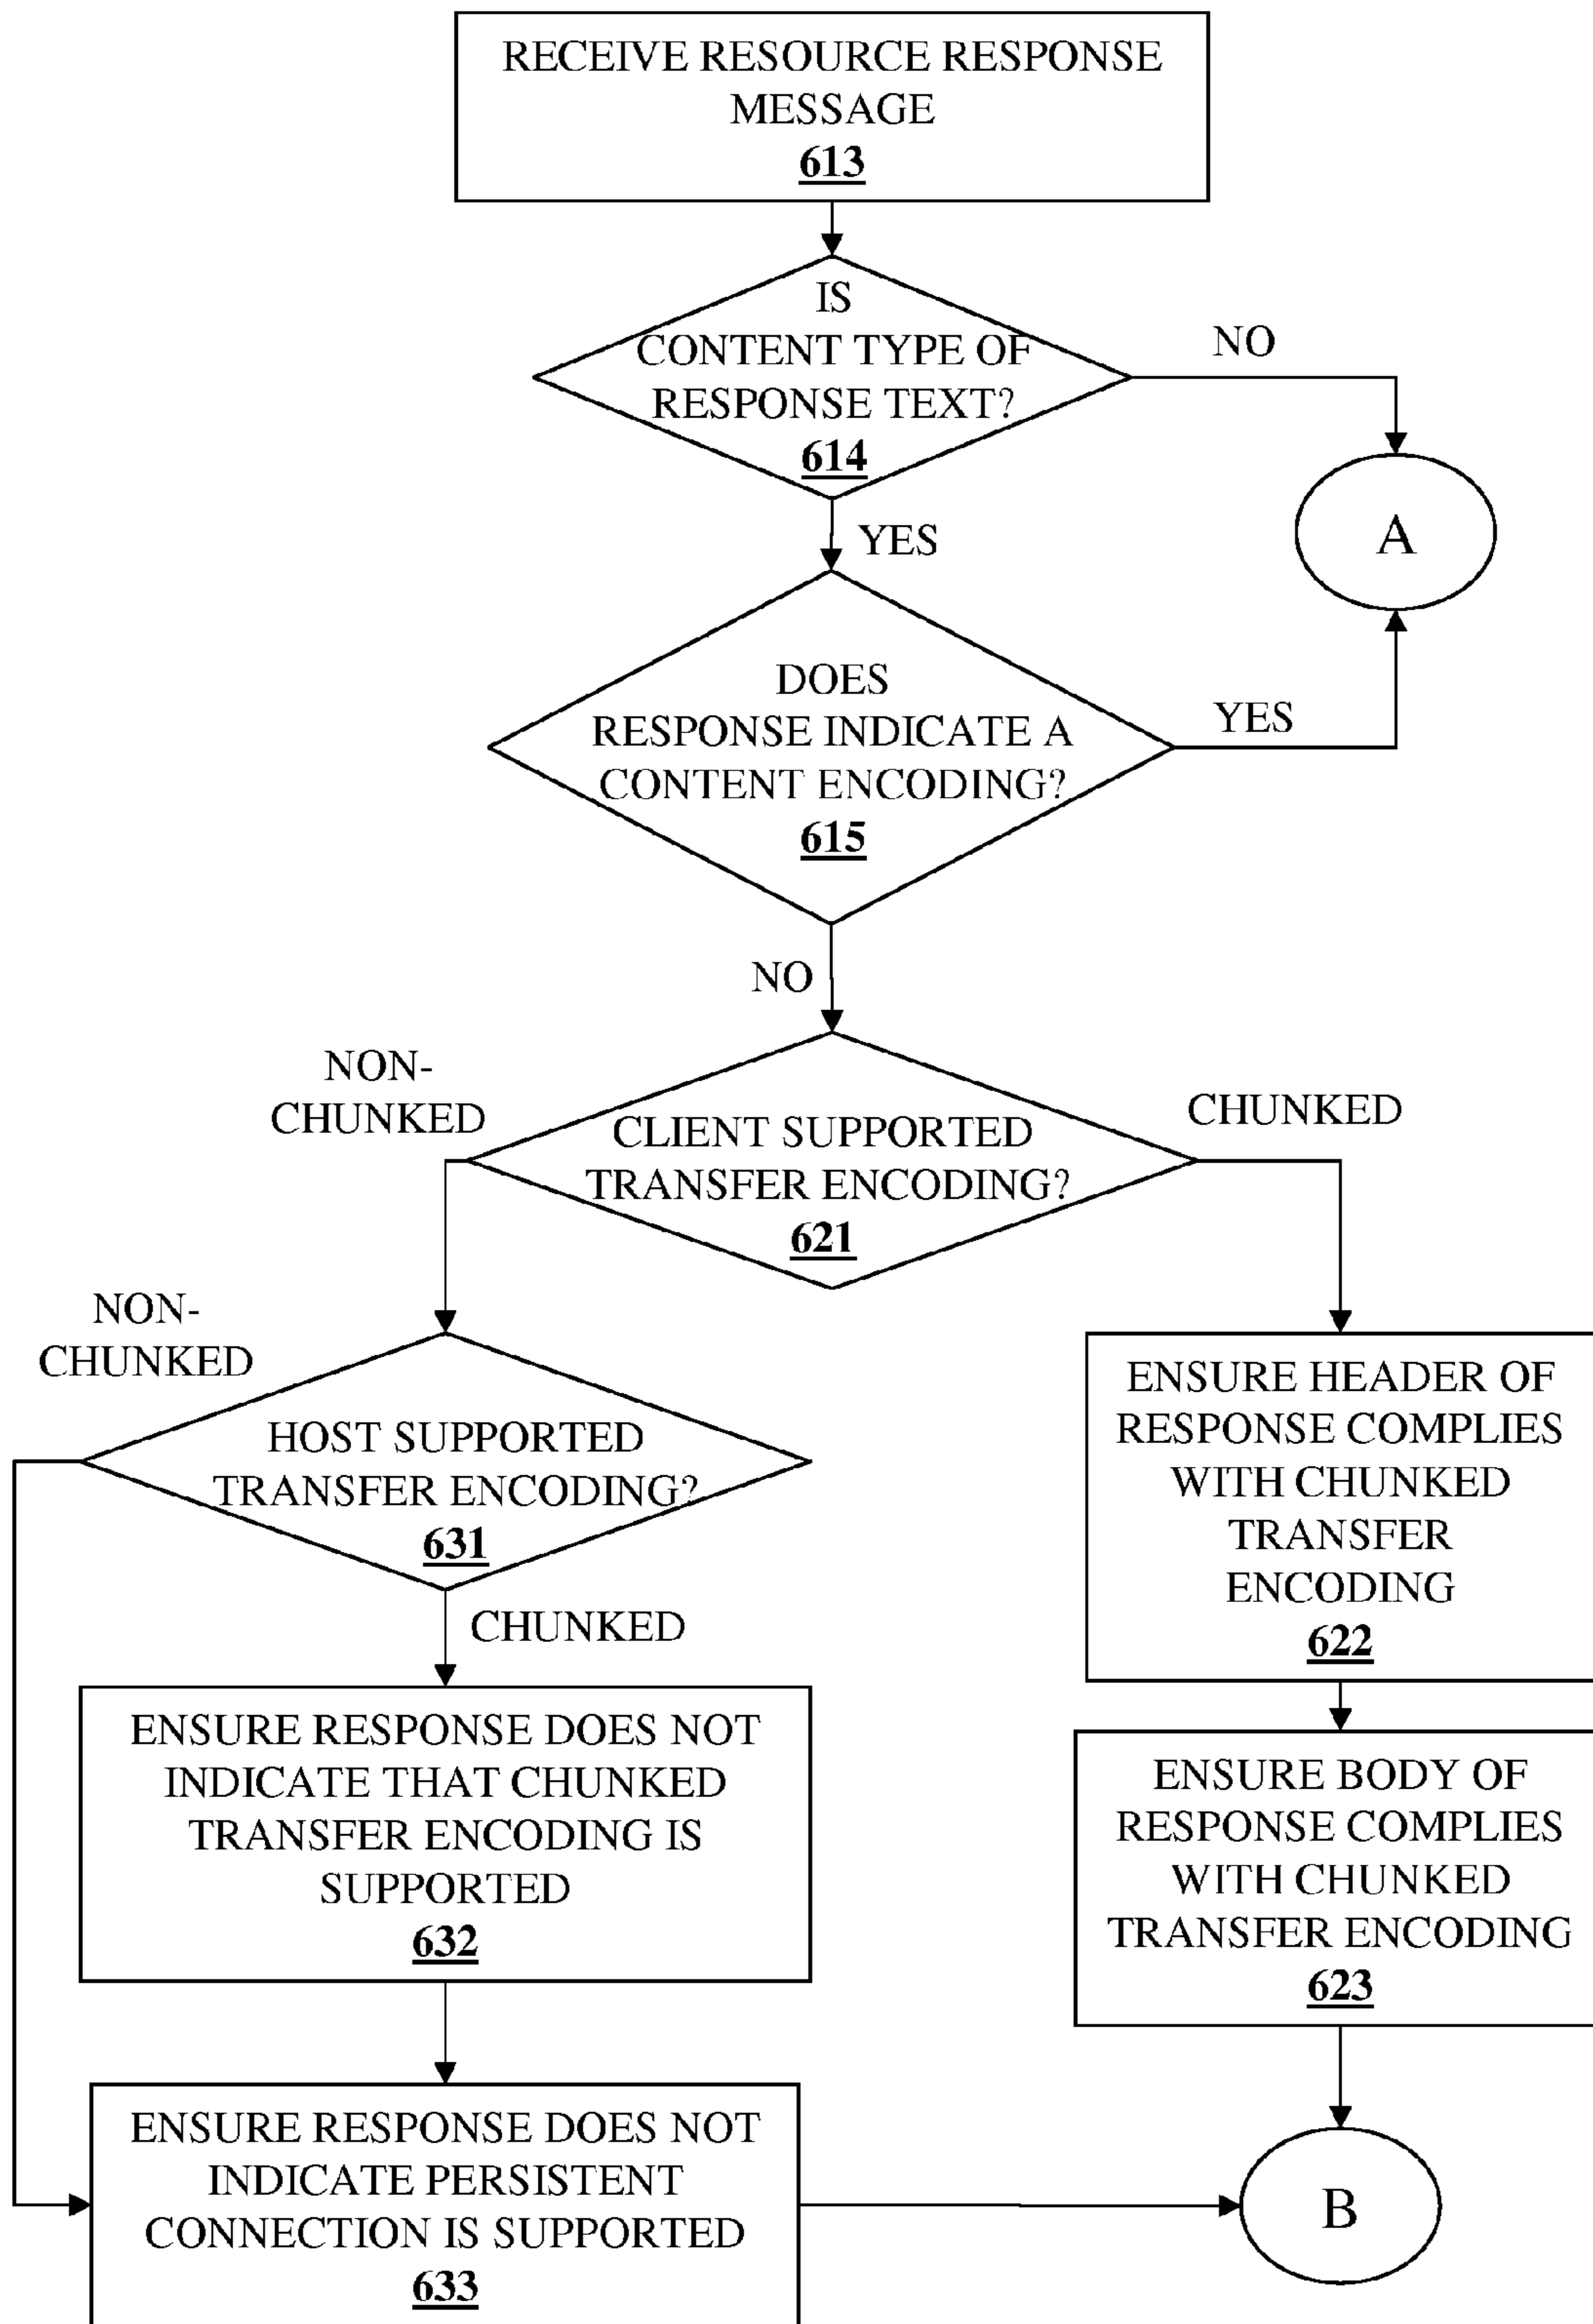 RECEIVE RESOURCE RESPONSE
MESSAGE
613
IS
CONTENT TYPE OF
RESPONSE TEXT?
614
NO
A
YES
DOES
RESPONSE INDICATE A
CONTENT ENCODING?
615
YES
NO
NON-
CHUNKED
CLIENT SUPPORTED
TRANSFER ENCODING?
621
CHUNKED
NON-
CHUNKED
HOST SUPPORTED
TRANSFER ENCODING?
631
CHUNKED
ENSURE HEADER OF
RESPONSE COMPLIES
WITH CHUNKED
TRANSFER
ENCODING
622
ENSURE RESPONSE DOES NOT
INDICATE THAT CHUNKED
TRANSFER ENCODING IS
SUPPORTED
632
ENSURE BODY OF
RESPONSE COMPLIES
WITH CHUNKED
TRANSFER ENCODING
623
ENSURE RESPONSE DOES NOT
INDICATE PERSISTENT
CONNECTION IS SUPPORTED
633
B